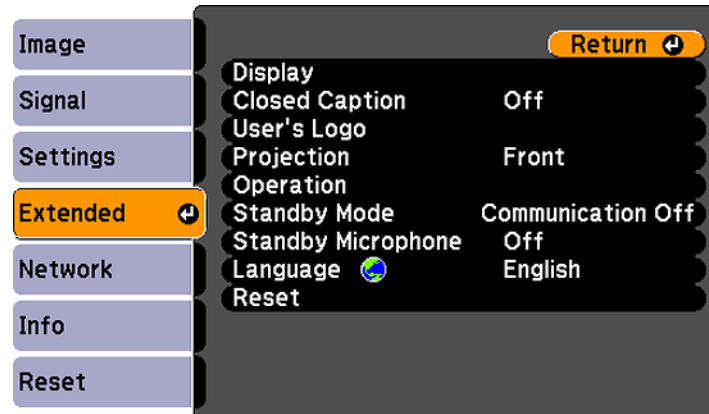 Image
Signal
Settings
Extended
Network
Info
Reset
Return
Display
Closed Caption Off
User's Logo
Projection Front
Operation
Standby Mode Communication Off
Standby Microphone Off
Language English
Reset